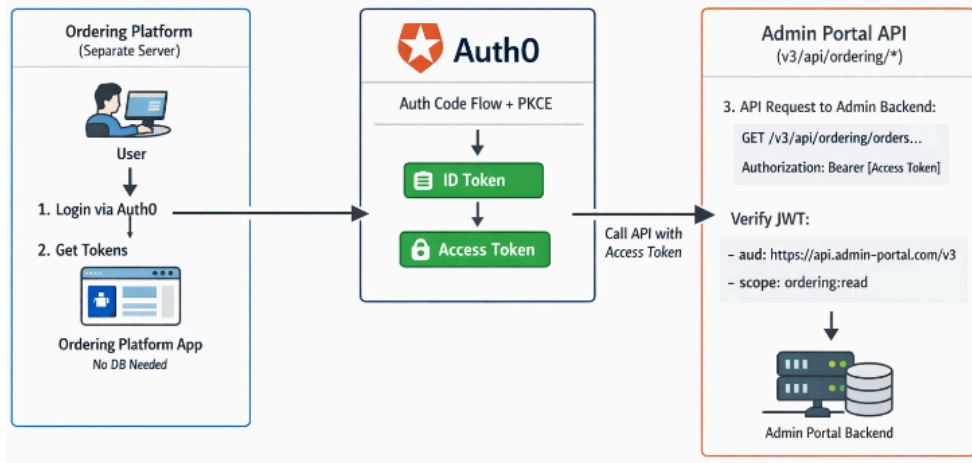 Ordering Platform
(Separate Server)
User
1. Login via Auth0
2. Get Tokens
Ordering Platform App
No DB Needed
Auth0
Auth Code Flow + PKCE
ID Token
Access Token
Call API with
Access Token
Admin Portal API
(v3/api/ordering/*)
3. API Request to Admin Backend:
GET /v3/api/ordering/orders...
Authorization: Bearer [Access Token]
Verify JWT:
– aud: https://api.admin-portal.com/v3
– scope: ordering:read
Admin Portal Backend